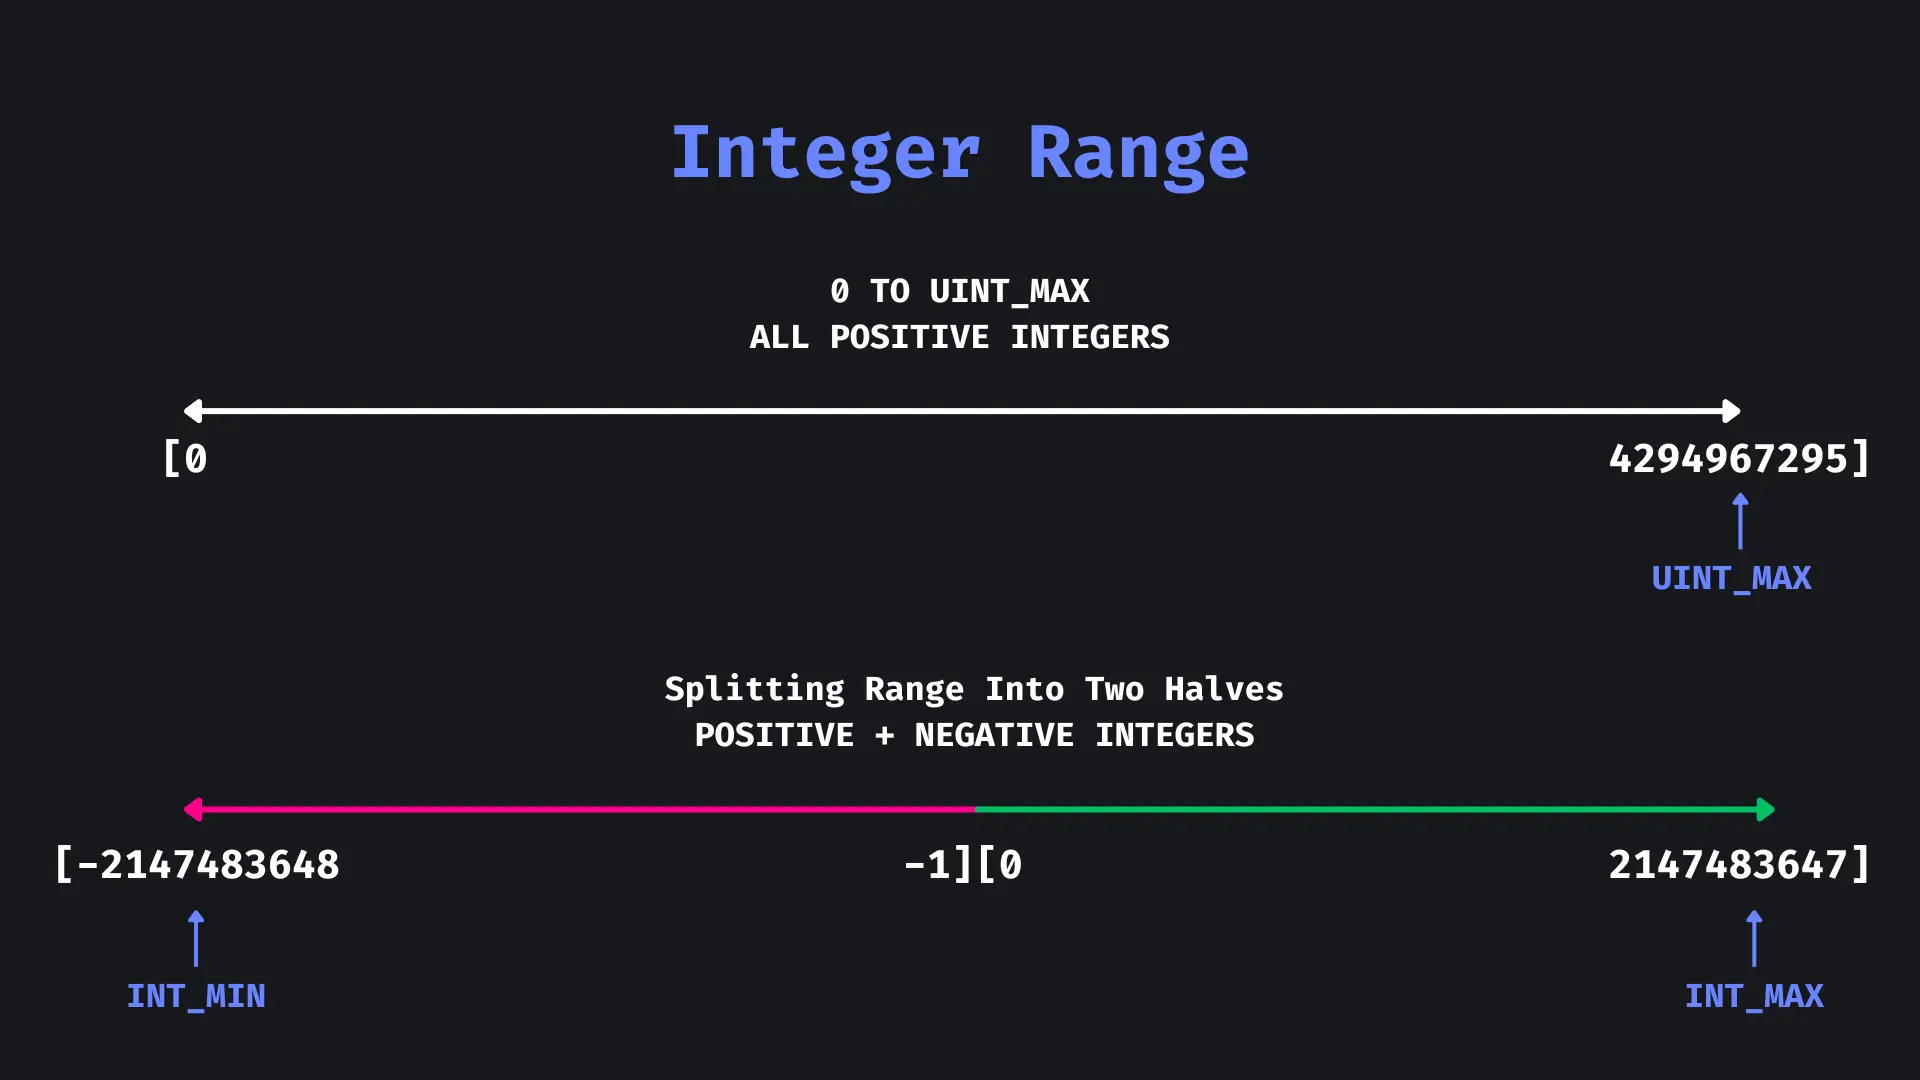 Integer Range
0 TO UINT_MAX
ALL POSITIVE INTEGERS
[0 4294967295]
UINT_MAX
Splitting Range Into Two Halves
POSITIVE + NEGATIVE INTEGERS
[-2147483648 -1][0 2147483647]
INT_MIN INT_MAX